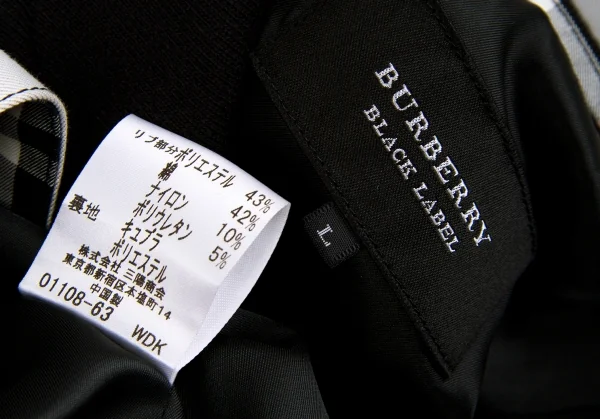 リブ部分ポリエステル 43%
綿 42%
ナイロン 10%
ポリウレタン 5%
裏地 キュプラ
ポリエステル
株式会社 三陽商会
東京都新宿区本塩町14
中国製
01108-63
WDK
L
BURBERRY
BLACK LABEL